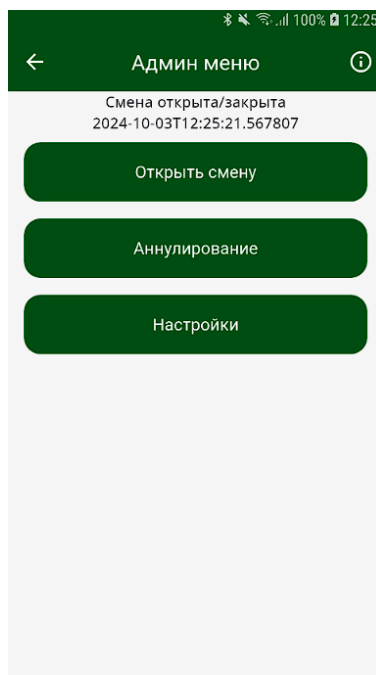 100% 12:25
Админ меню
Смена открыта/закрыта
2024-10-03T12:25:21.567807
Открыть смену
Аннулирование
Настройки